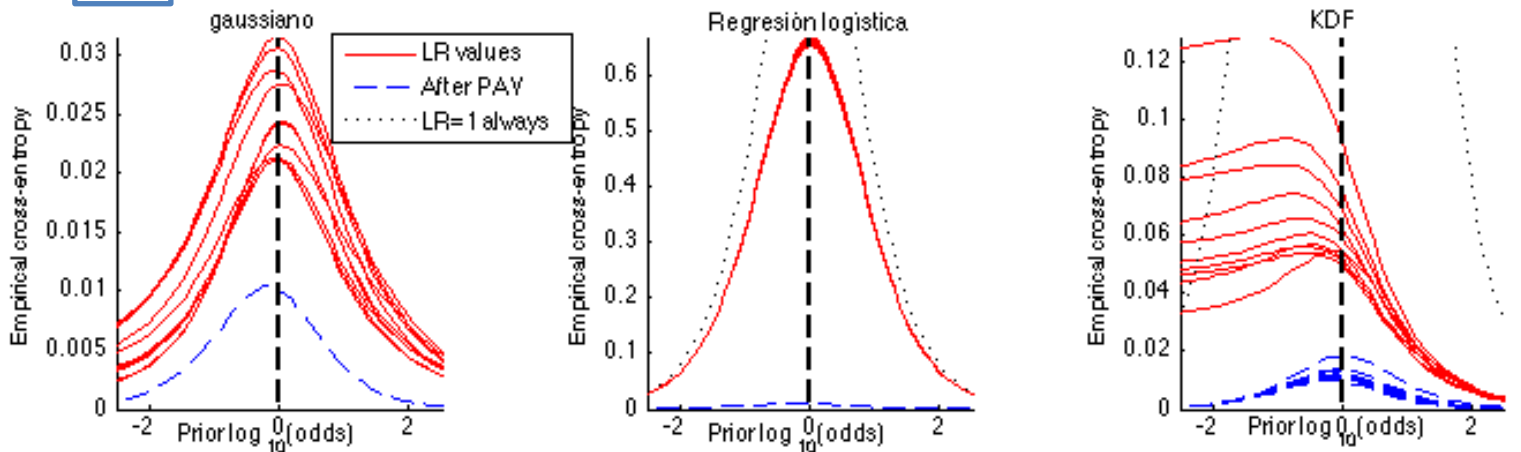 gaussiano
0.03
0.025
0.02
0.015
0.01
0.005
0
-2
0
2
Empirical cross-entropy
Prior log10(odds)
LR values
After PAV
LR=1 always
Regresión logística
0.6
0.5
0.4
0.3
0.2
0.1
0
-2
0
2
Empirical cross-entropy
Prior log10(odds)
KDF
0.12
0.1
0.08
0.06
0.04
0.02
0
-2
0
2
Empirical cross-entropy
Prior log10(odds)